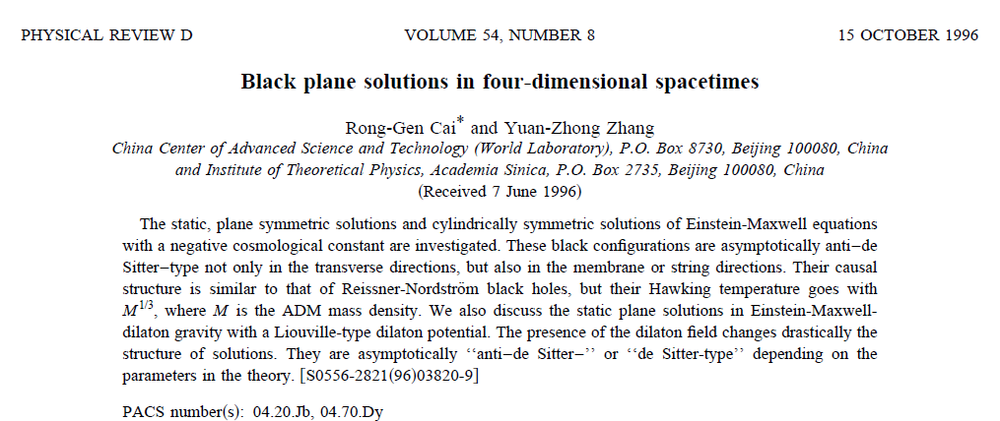 PHYSICAL REVIEW D VOLUME 54, NUMBER 8 15 OCTOBER 1996
Black plane solutions in four-dimensional spacetimes
Rong-Gen Cai* and Yuan-Zhong Zhang
China Center of Advanced Science and Technology (World Laboratory), P.O. Box 8730, Beijing 100080, China
and Institute of Theoretical Physics, Academia Sinica, P.O. Box 2735, Beijing 100080, China
(Received 7 June 1996)
The static, plane symmetric solutions and cylindrically symmetric solutions of Einstein-Maxwell equations
with a negative cosmological constant are investigated. These black configurations are asymptotically anti–de
Sitter–type not only in the transverse directions, but also in the membrane or string directions. Their causal
structure is similar to that of Reissner-Nordström black holes, but their Hawking temperature goes with
M^{1/3}, where M is the ADM mass density. We also discuss the static plane solutions in Einstein-Maxwell-
dilaton gravity with a Liouville-type dilaton potential. The presence of the dilaton field changes drastically the
structure of solutions. They are asymptotically ‘‘anti–de Sitter–’’ or ‘‘de Sitter-type’’ depending on the
parameters in the theory. [S0556-2821(96)03820-9]
PACS number(s): 04.20.Jb, 04.70.Dy